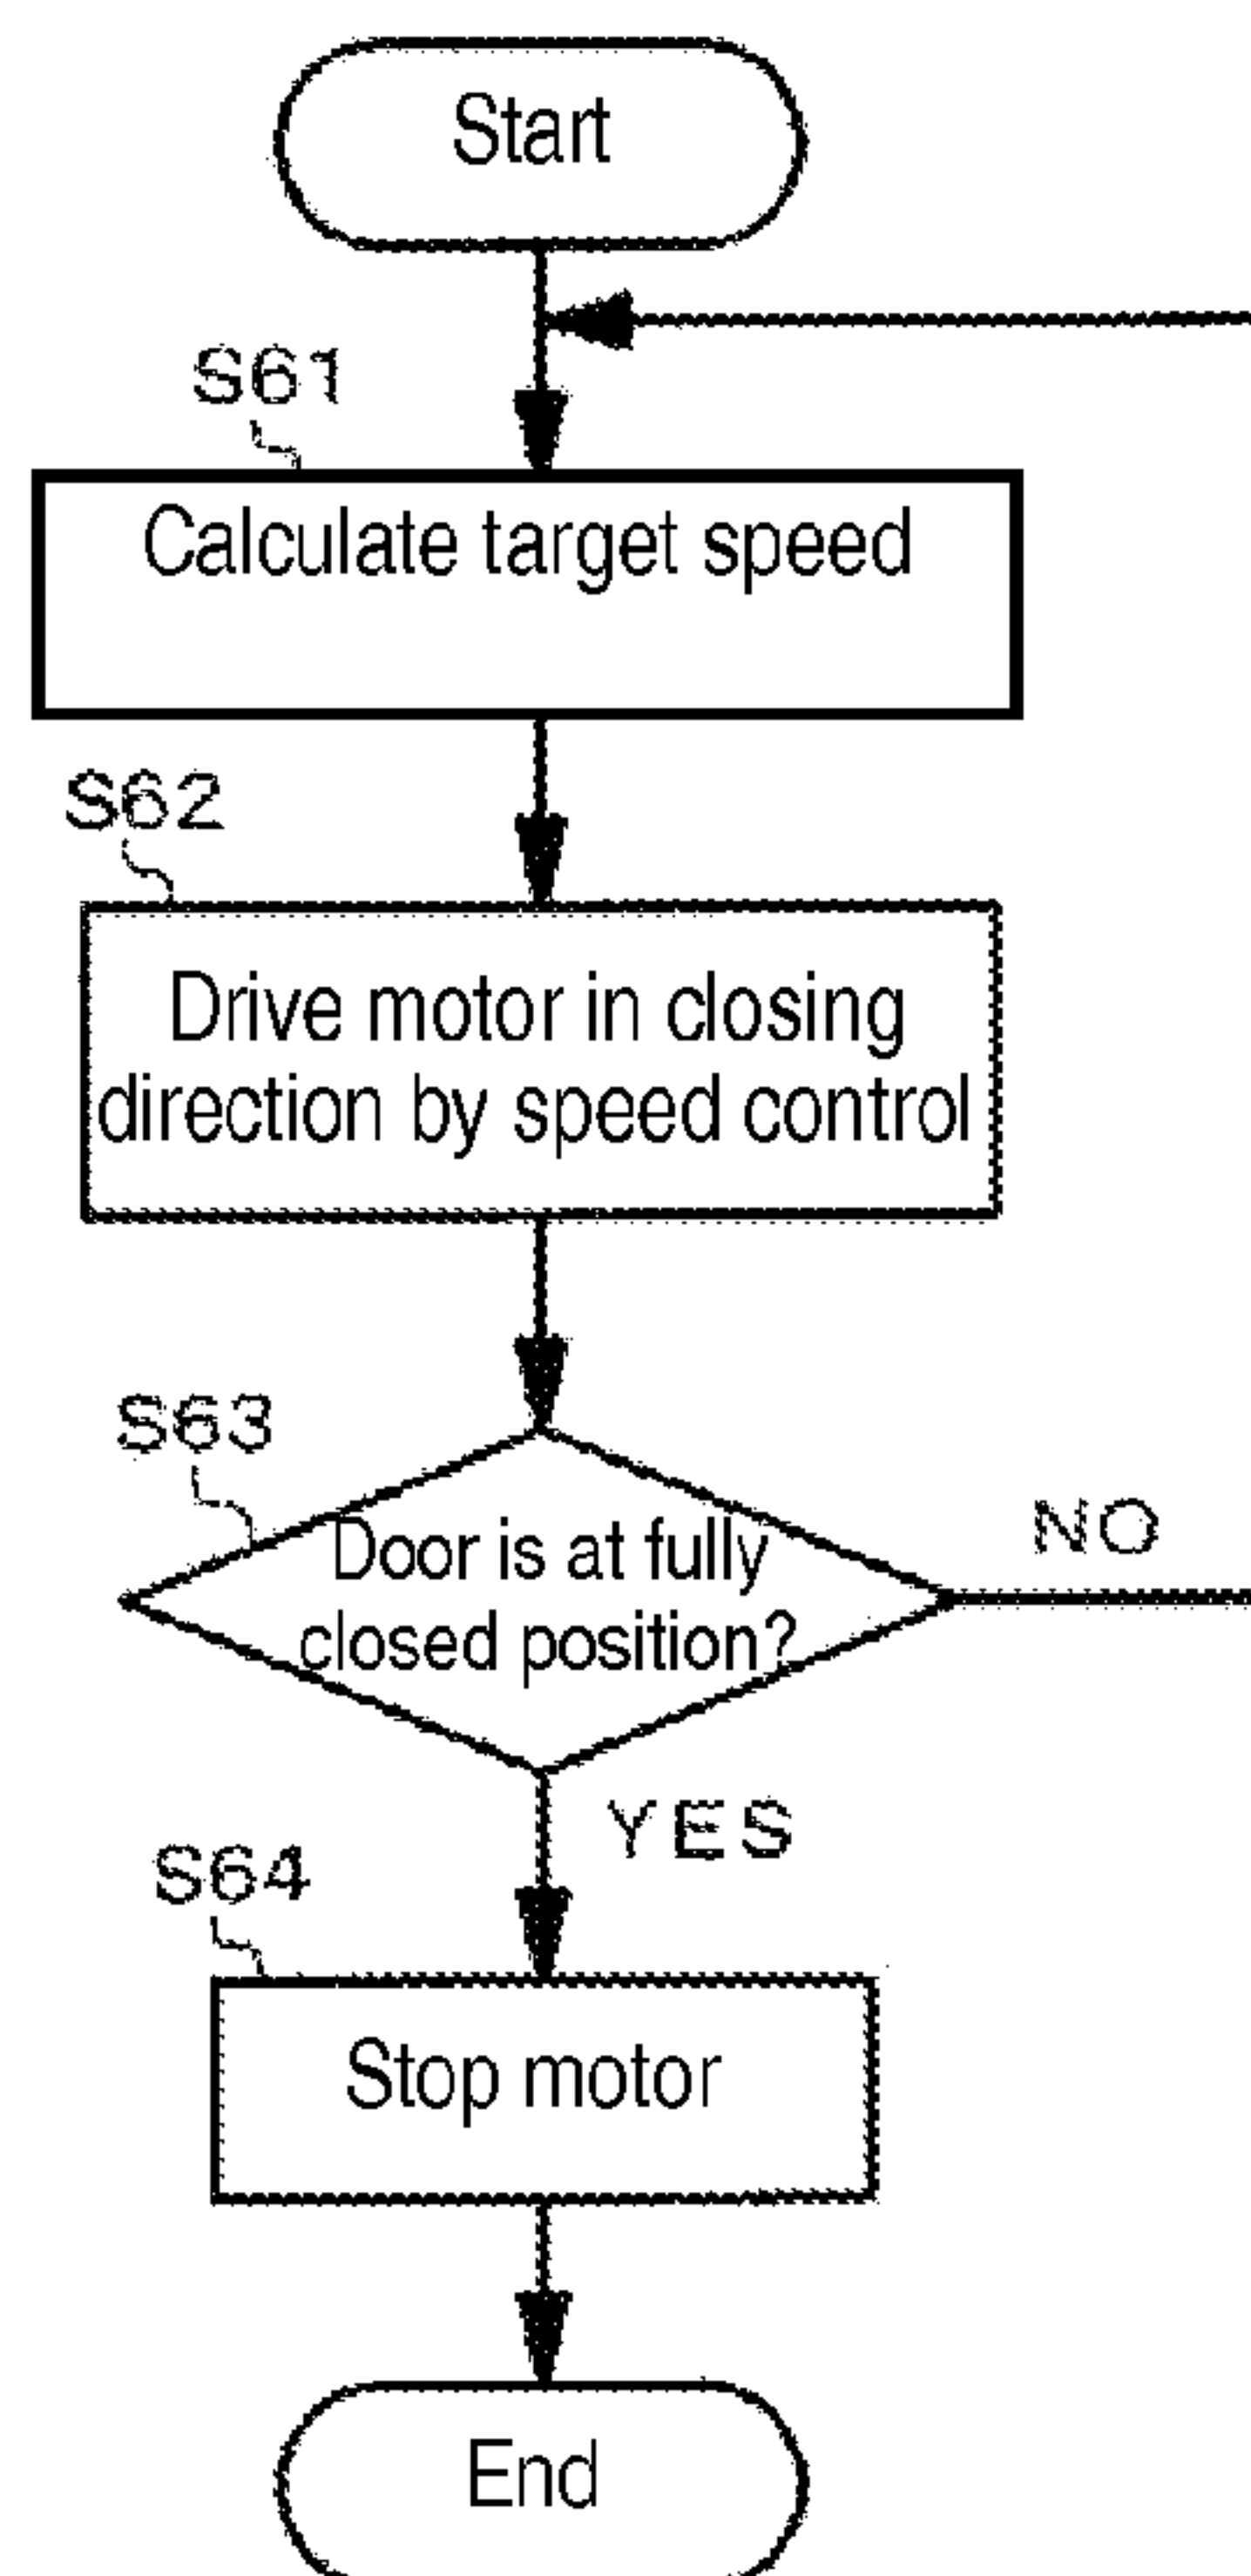 Start
S61
Calculate target speed
S62
Drive motor in closing
direction by speed control
S63
Door is at fully
closed position?
NO
YES
S64
Stop motor
End